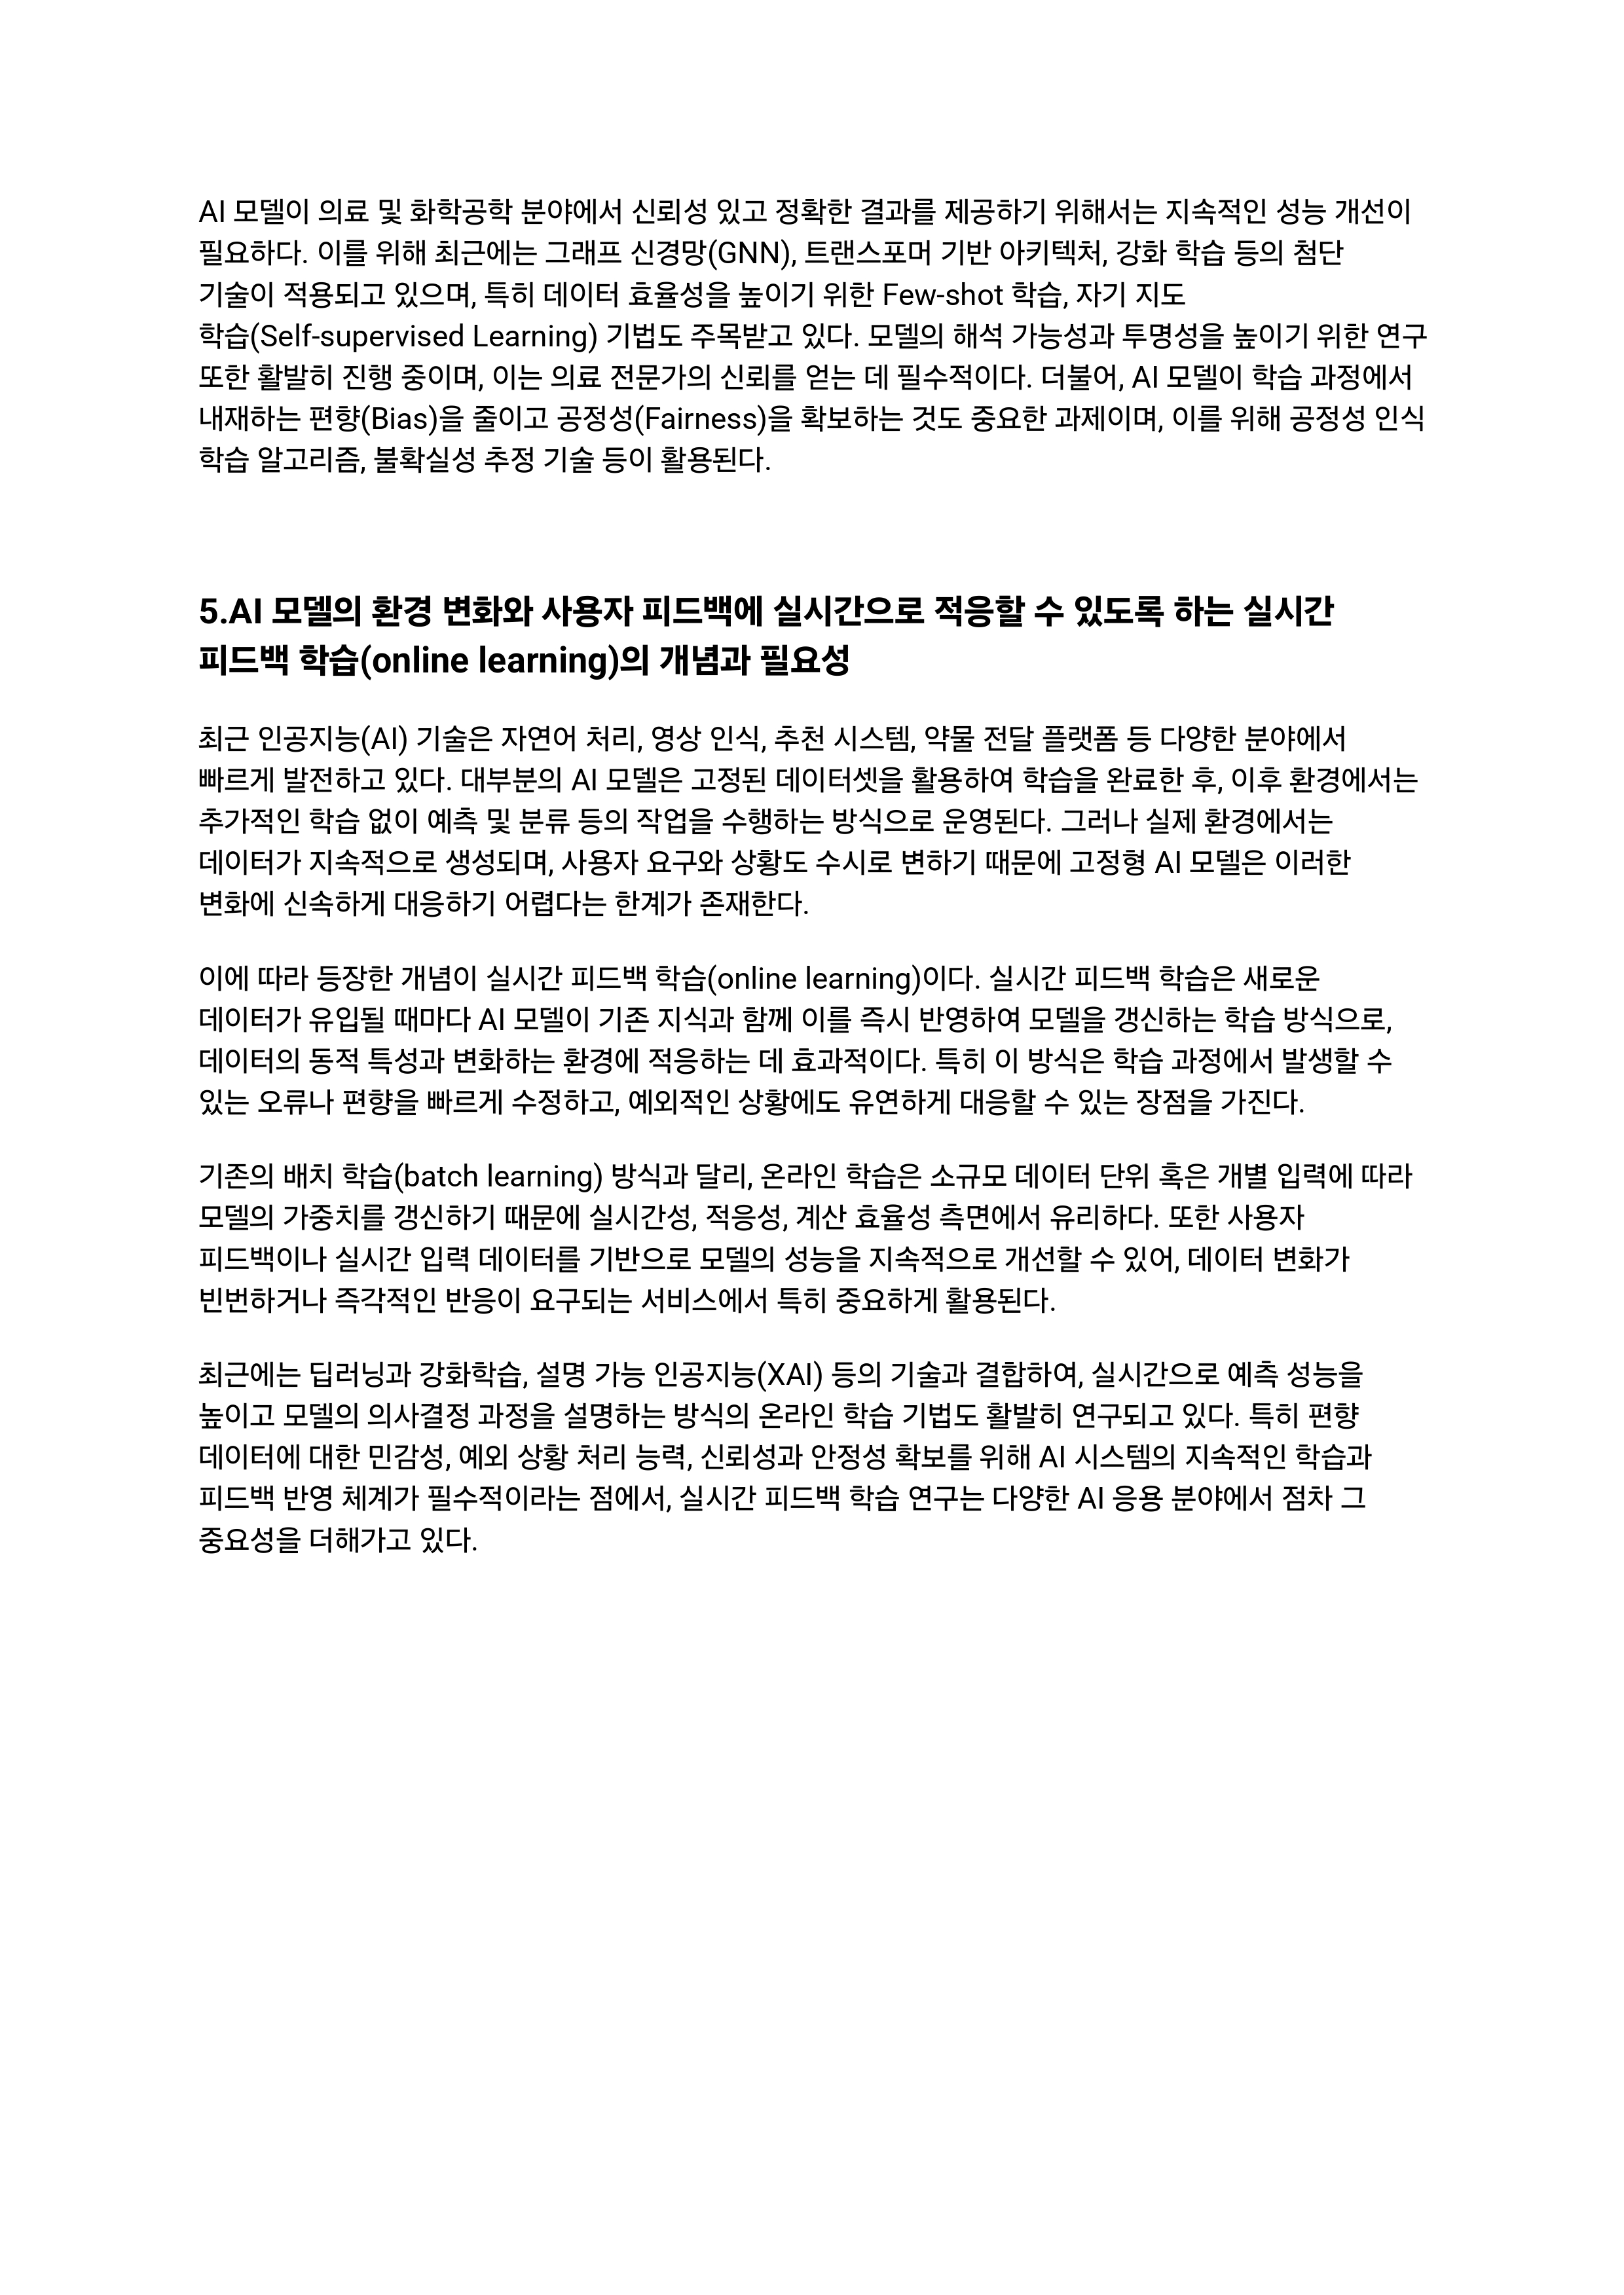 AI 모델이 의료 및 화학공학 분야에서 신뢰성 있고 정확한 결과를 제공하기 위해서는 지속적인 성능 개선이
필요하다. 이를 위해 최근에는 그래프 신경망(GNN), 트랜스포머 기반 아키텍처, 강화 학습 등의 첨단
기술이 적용되고 있으며, 특히 데이터 효율성을 높이기 위한 Few-shot 학습, 자기 지도
학습(Self-supervised Learning) 기법도 주목받고 있다. 모델의 해석 가능성과 투명성을 높이기 위한 연구
또한 활발히 진행 중이며, 이는 의료 전문가의 신뢰를 얻는 데 필수적이다. 더불어, AI 모델이 학습 과정에서
내재하는 편향(Bias)을 줄이고 공정성(Fairness)을 확보하는 것도 중요한 과제이며, 이를 위해 공정성 인식
학습 알고리즘, 불확실성 추정 기술 등이 활용된다.
5.AI 모델의 환경 변화와 사용자 피드백에 실시간으로 적응할 수 있도록 하는 실시간
피드백 학습(online learning)의 개념과 필요성
최근 인공지능(AI) 기술은 자연어 처리, 영상 인식, 추천 시스템, 약물 전달 플랫폼 등 다양한 분야에서
빠르게 발전하고 있다. 대부분의 AI 모델은 고정된 데이터셋을 활용하여 학습을 완료한 후, 이후 환경에서는
추가적인 학습 없이 예측 및 분류 등의 작업을 수행하는 방식으로 운영된다. 그러나 실제 환경에서는
데이터가 지속적으로 생성되며, 사용자 요구와 상황도 수시로 변하기 때문에 고정형 AI 모델은 이러한
변화에 신속하게 대응하기 어렵다는 한계가 존재한다.
이에 따라 등장한 개념이 실시간 피드백 학습(online learning)이다. 실시간 피드백 학습은 새로운
데이터가 유입될 때마다 AI 모델이 기존 지식과 함께 이를 즉시 반영하여 모델을 갱신하는 학습 방식으로,
데이터의 동적 특성과 변화하는 환경에 적응하는 데 효과적이다. 특히 이 방식은 학습 과정에서 발생할 수
있는 오류나 편향을 빠르게 수정하고, 예외적인 상황에도 유연하게 대응할 수 있는 장점을 가진다.
기존의 배치 학습(batch learning) 방식과 달리, 온라인 학습은 소규모 데이터 단위 혹은 개별 입력에 따라
모델의 가중치를 갱신하기 때문에 실시간성, 적응성, 계산 효율성 측면에서 유리하다. 또한 사용자
피드백이나 실시간 입력 데이터를 기반으로 모델의 성능을 지속적으로 개선할 수 있어, 데이터 변화가
빈번하거나 즉각적인 반응이 요구되는 서비스에서 특히 중요하게 활용된다.
최근에는 딥러닝과 강화학습, 설명 가능 인공지능(XAI) 등의 기술과 결합하여, 실시간으로 예측 성능을
높이고 모델의 의사결정 과정을 설명하는 방식의 온라인 학습 기법도 활발히 연구되고 있다. 특히 편향
데이터에 대한 민감성, 예외 상황 처리 능력, 신뢰성과 안정성 확보를 위해 AI 시스템의 지속적인 학습과
피드백 반영 체계가 필수적이라는 점에서, 실시간 피드백 학습 연구는 다양한 AI 응용 분야에서 점차 그
중요성을 더해가고 있다.